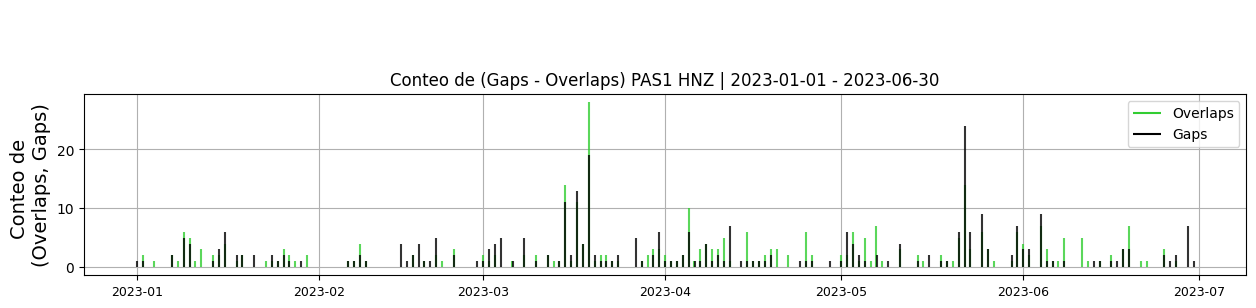 Conteo de (Gaps - Overlaps) PAS1 HNZ | 2023-01-01 - 2023-06-30
Conteo de
(Overlaps, Gaps)
20
10
0
Overlaps
Gaps
2023-01
2023-02
2023-03
2023-04
2023-05
2023-06
2023-07